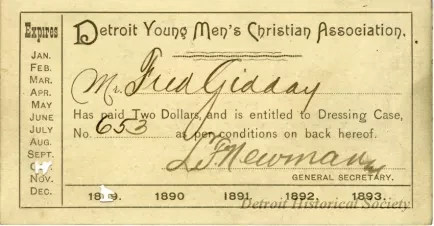 Expires
JAN.
FEB.
MAR.
APR.
MAY
JUNE
JULY
AUG.
SEPT.
NOV.
DEC.
Detroit Young Men's Christian Association.
Mr. Fred Gidday
Has paid Two Dollars, and is entitled to Dressing Case,
No. 653 as per conditions on back hereof.
L F Newman
GENERAL SECRETARY.
1890 1891. 1892. 1893.
Detroit Historical Society